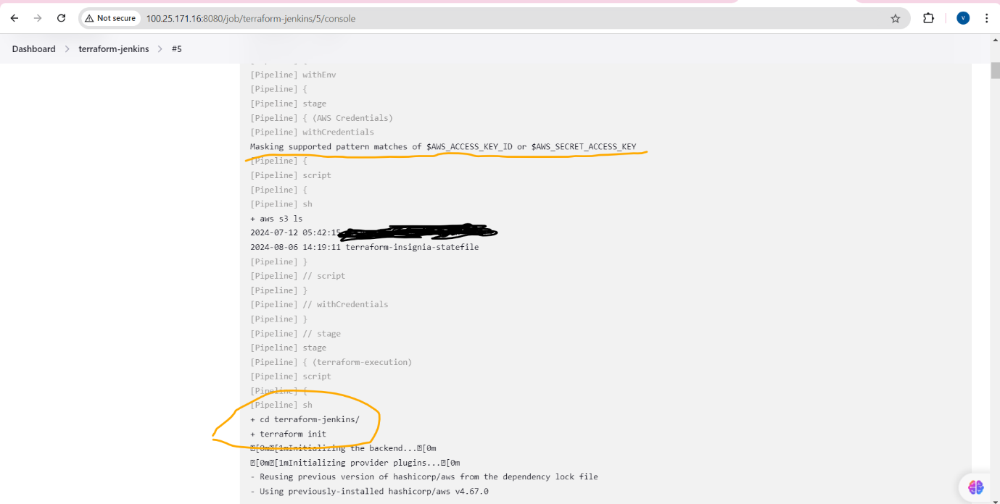 Not secure 100.25.171.16:8080/job/terraform-jenkins/5/console V
Dashboard > terraform-jenkins > #5
[Pipeline] withEnv
[Pipeline] {
[Pipeline] stage
[Pipeline] { (AWS Credentials)
[Pipeline] withCredentials
Masking supported pattern matches of $AWS_ACCESS_KEY_ID or $AWS_SECRET_ACCESS_KEY
[Pipeline] {
[Pipeline] script
[Pipeline] {
[Pipeline] sh
+ aws s3 ls
2024-07-12 05:42:15
2024-08-06 14:19:11 terraform-insignia-statefile
[Pipeline] }
[Pipeline] // script
[Pipeline] }
[Pipeline] // withCredentials
[Pipeline] }
[Pipeline] // stage
[Pipeline] stage
[Pipeline] { (terraform-execution)
[Pipeline] script
[Pipeline] {
[Pipeline] sh
+ cd terraform-jenkins/
+ terraform init
[0m[1mInitializing the backend...[0m
[0m[1mInitializing provider plugins...[0m
- Reusing previous version of hashicorp/aws from the dependency lock file
- Using previously-installed hashicorp/aws v4.67.0